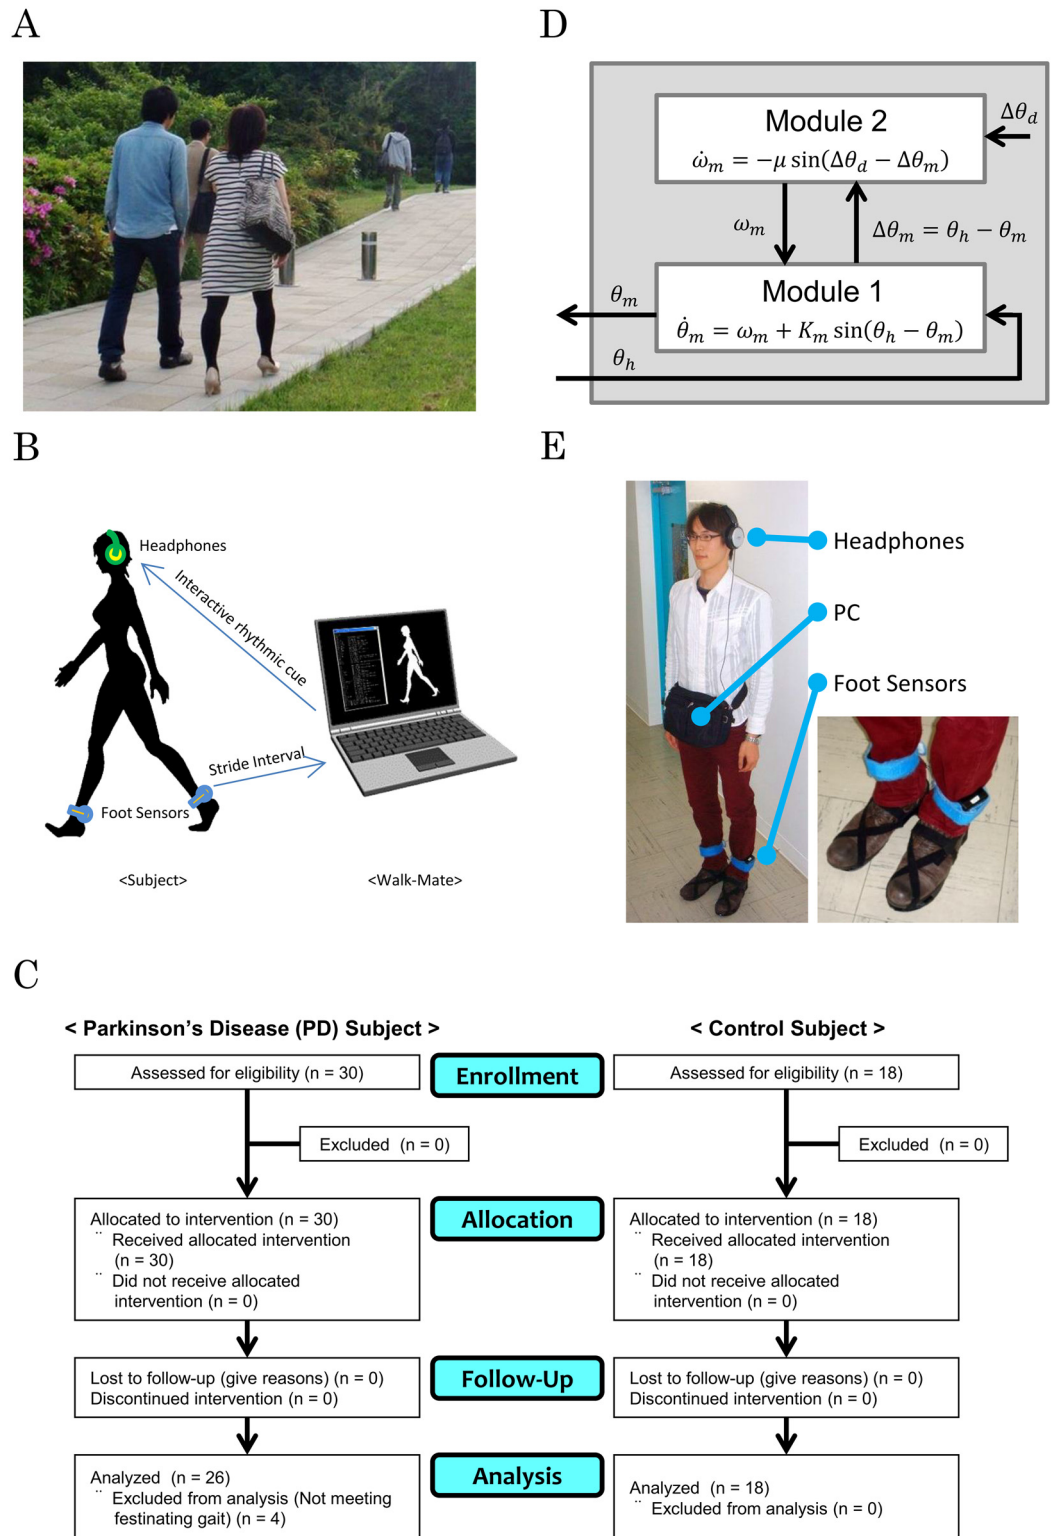 A
D
Module 2
ω̇ₘ = −μ sin(Δθ_d − Δθₘ)
Δθ_d
ωₘ
Δθₘ = θₕ − θₘ
Module 1
θ̇ₘ = ωₘ + Kₘ sin(θₕ − θₘ)
θₘ
θₕ
B
Headphones
Interactive rhythmic cue
Stride Interval
Foot Sensors
<Subject>
<Walk-Mate>
E
Headphones
PC
Foot Sensors
C
< Parkinson's Disease (PD) Subject >
< Control Subject >
Assessed for eligibility (n = 30)
Enrollment
Assessed for eligibility (n = 18)
Excluded (n = 0)
Excluded (n = 0)
Allocated to intervention (n = 30)
¨ Received allocated intervention
(n = 30)
¨ Did not receive allocated
intervention (n = 0)
Allocation
Allocated to intervention (n = 18)
¨ Received allocated intervention
(n = 18)
¨ Did not receive allocated
intervention (n = 0)
Lost to follow-up (give reasons) (n = 0)
Discontinued intervention (n = 0)
Follow-Up
Lost to follow-up (give reasons) (n = 0)
Discontinued intervention (n = 0)
Analyzed (n = 26)
¨ Excluded from analysis (Not meeting
festinating gait) (n = 4)
Analysis
Analyzed (n = 18)
¨ Excluded from analysis (n = 0)